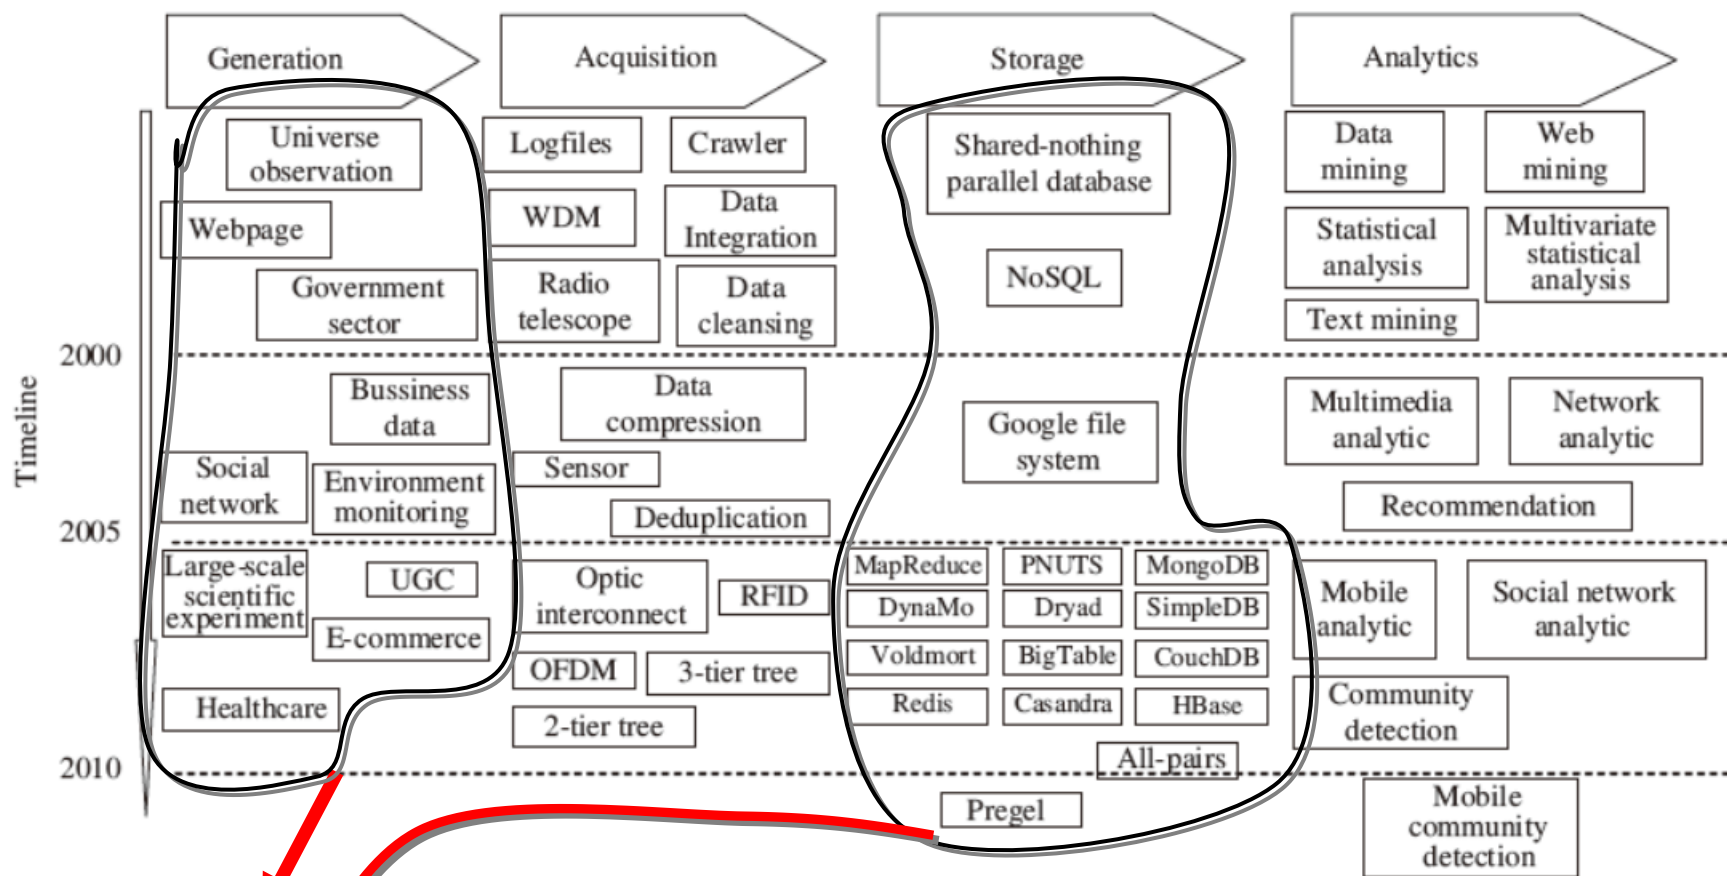 Generation
Acquisition
Storage
Analytics
Timeline
2000
2005
2010
Universe
observation
Webpage
Government
sector
Bussiness
data
Social
network
Environment
monitoring
Large-scale
scientific
experiment
UGC
E-commerce
Healthcare
Logfiles
Crawler
WDM
Data
Integration
Radio
telescope
Data
cleansing
Data
compression
Sensor
Deduplication
Optic
interconnect
RFID
OFDM
3-tier tree
2-tier tree
Shared-nothing
parallel database
NoSQL
Google file
system
MapReduce
PNUTS
MongoDB
DynaMo
Dryad
SimpleDB
Voldmort
BigTable
CouchDB
Redis
Casandra
HBase
All-pairs
Pregel
Data
mining
Web
mining
Statistical
analysis
Multivariate
statistical
analysis
Text mining
Multimedia
analytic
Network
analytic
Recommendation
Mobile
analytic
Social network
analytic
Community
detection
Mobile
community
detection